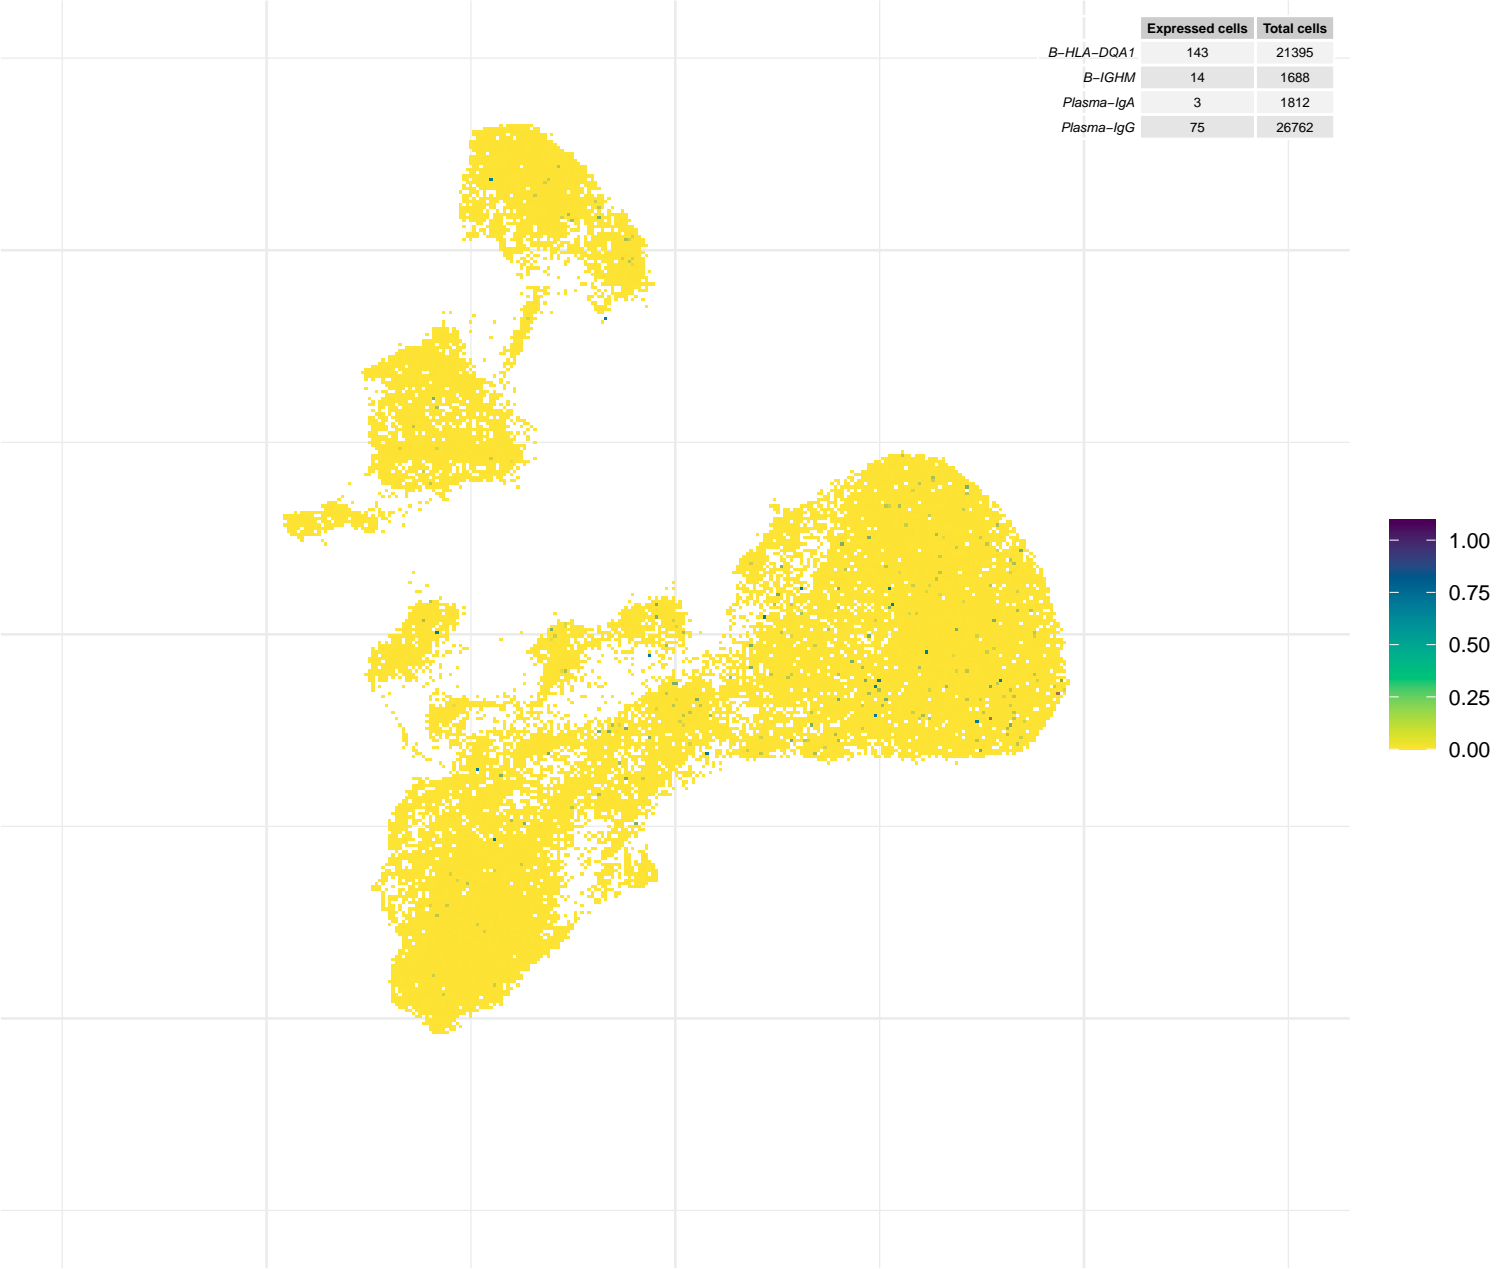 Expressed cells Total cells
B−HLA−DQA1 143 21395
B−IGHM 14 1688
Plasma−IgA 3 1812
Plasma−IgG 75 26762
1.00
0.75
0.50
0.25
0.00